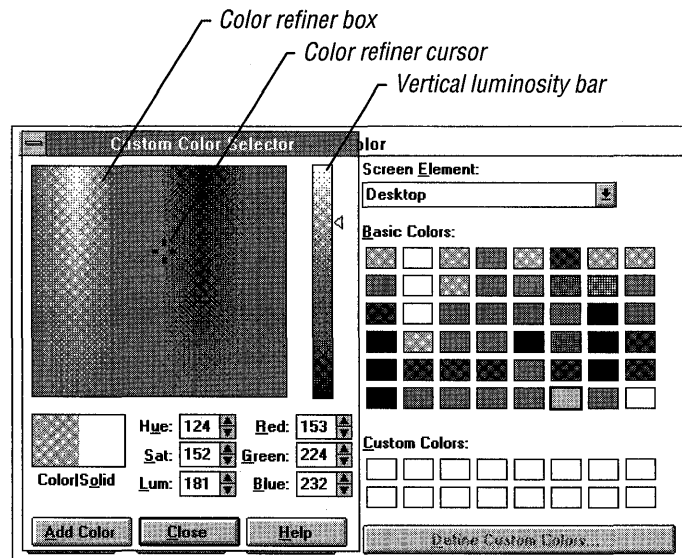 Color refiner box
Color refiner cursor
Vertical luminosity bar
Custom Color Selector
olor
Screen Element:
Desktop
Basic Colors:
Hue: 124 Red: 153
Sat: 152 Green: 224
Lum: 181 Blue: 232
Color|Solid
Custom Colors:
Add Color Close Help
Define Custom Colors...